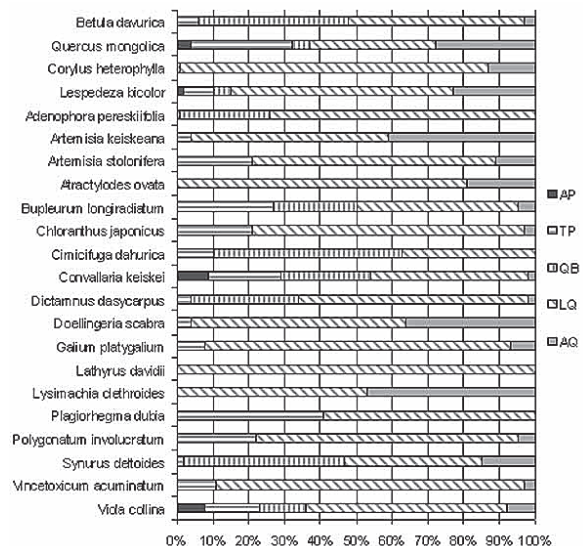 Betula davurica
Quercus mongolica
Corylus heterophylla
Lespedeza bicolor
Adenophora pereskiifolia
Artemisia keiskeana
Artemisia stolonifera
Atractylodes ovata
Bupleurum longiradiatum
Chloranthus japonicus
Cimicifuga dahurica
Convallaria keiskei
Dictamnus dasycarpus
Doellingeria scabra
Galium platygalium
Lathyrus davidii
Lysimachia clethroides
Plagiorhegma dubia
Polygonatum involucratum
Synurus deltoides
Vincetoxicum acuminatum
Viola collina
0% 10% 20% 30% 40% 50% 60% 70% 80% 90% 100%
AP
TP
QB
LQ
AQ